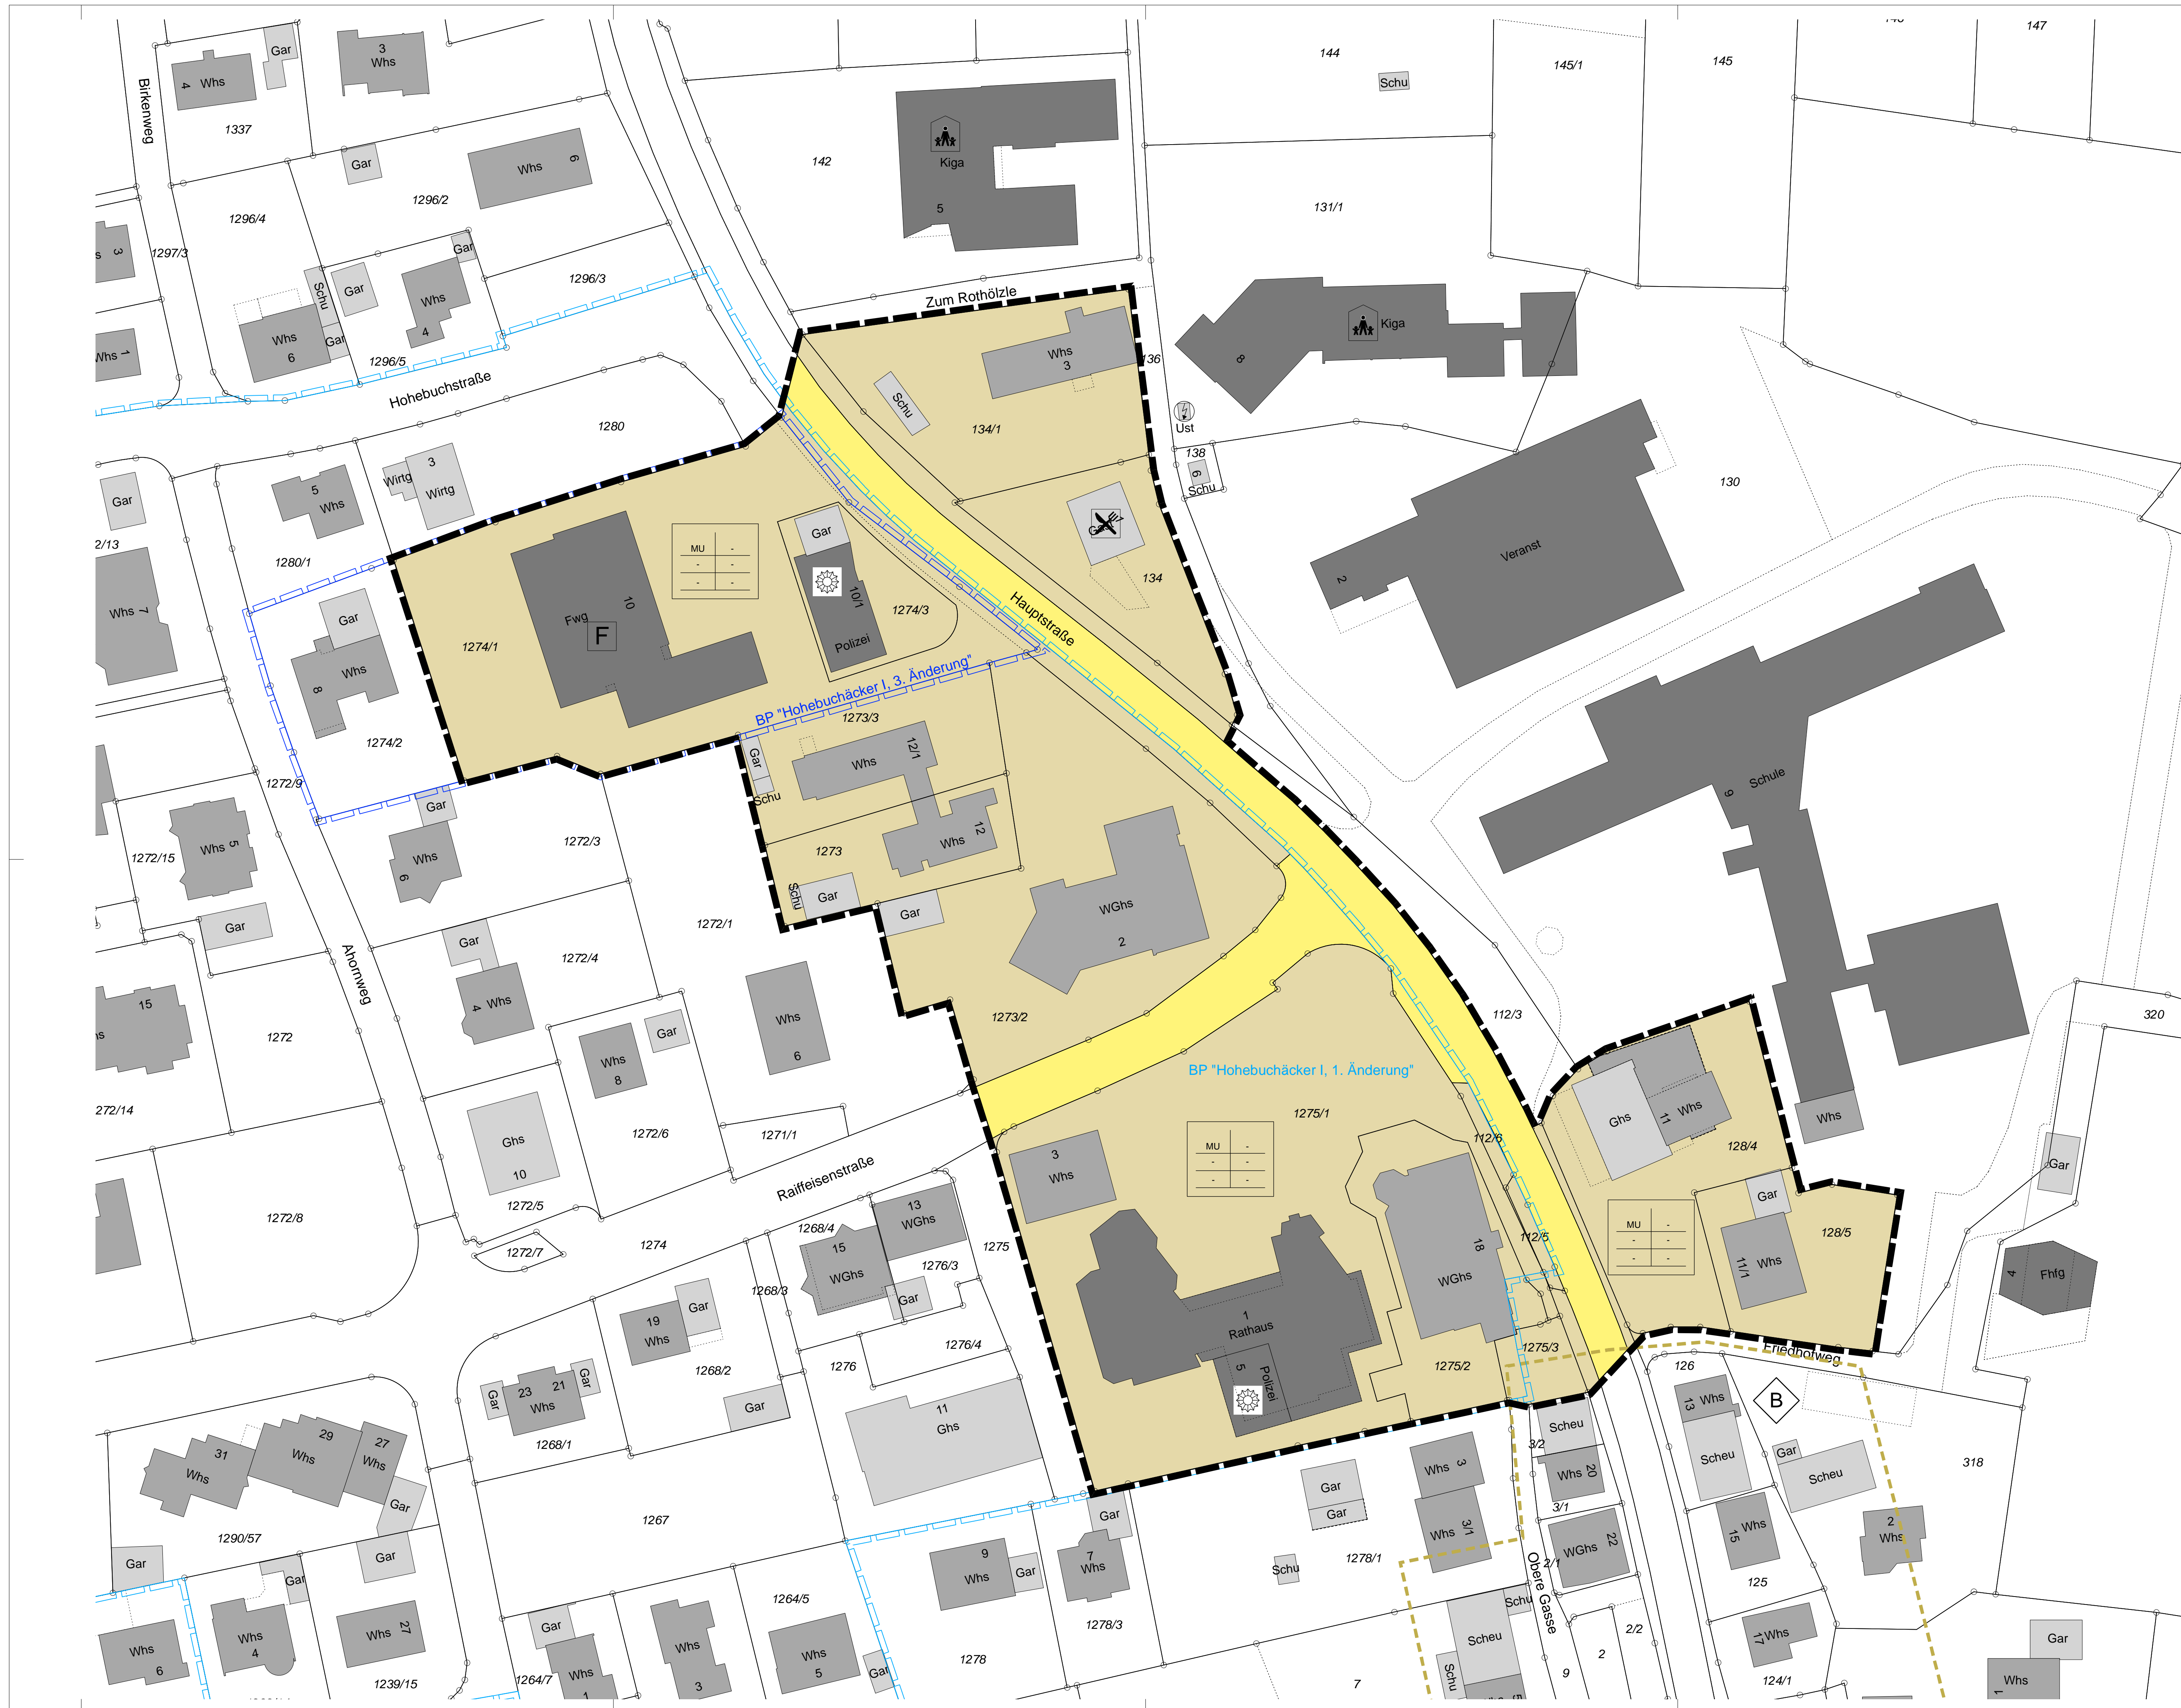 147
144
145/1
145
Gar
3
Whs
4 Whs
Birkenweg
1337
Schu
Gar
Whs 6
142
Kiga
5
1296/2
1296/4
131/1
1297/3
3
Gar
1296/3
Schu
Gar
Whs
4
Zum Rothölzle
Kiga
8
Whs
6
Gar
1296/5
Whs 1
Whs
3
136
Hohebuchstraße
Schu
134/1
1280
Ust
138
6
Schu
Wirtg
3
Wirtg
5
Whs
Gar
130
Veranst
2
2/13
1280/1
MU -
- -
- -
Gar
10/1
Polizei
1274/3
134
Whs 7
Gar
Whs
8
1274/1
Fwg
10
F
Hauptstraße
BP "Hohebuchäcker I, 3. Änderung"
1273/3
1274/2
12/1
Whs
Gar
Schu
1272/9
Gar
Schule
9
Whs 5
1272/15
Whs
6
1272/3
1273
12
Whs
Schu
Gar
Gar
WGhs
2
Gar
1272/1
Ahornweg
Gar
4 Whs
1272/4
15
1272
1273/2
112/3
320
Whs
6
Gar
Whs
8
BP "Hohebuchäcker I, 1. Änderung"
272/14
Ghs
10
1272/6
1271/1
1275/1
Ghs
11 Whs
Whs
128/4
112/6
MU -
- -
- -
3
Whs
Raiffeisenstraße
Gar
1272/5
1272/8
1272/7
1274
1268/4
13
WGhs
15
WGhs
1275
18
WGhs
112/5
MU -
- -
- -
Gar
11/1 Whs
128/5
4 Fhfg
1276/3
Gar
1268/3
Gar
19
Whs
1
Rathaus
5 Polizei
1276/4
1276
1275/2
1275/3
Friedhofweg
126
B
1268/2
Gar
23 21
Whs
Gar
Gar
1268/1
11
Ghs
Scheu
3/2
13 Whs
Scheu
Gar
Scheu
318
31
Whs
29
Whs
27
Whs
Gar
Whs 3
Whs 20
Gar
Gar
3/1
1267
Gar
1290/57
Gar
Gar
Gar
Whs 3/1
WGhs 22
15 Whs
2
Whs
9
Whs
Gar
7
Whs
Schu
1278/1
2/1
Obere Gasse
125
1264/5
1278/3
Whs
6
Whs
4
Whs 27
Gar
Whs
3
Whs
5
Gar
1278
Schu
Scheu
Schu
2/2
2
9
17 Whs
Gar
1239/15
1264/7
Whs
1
7
124/1
Whs
1